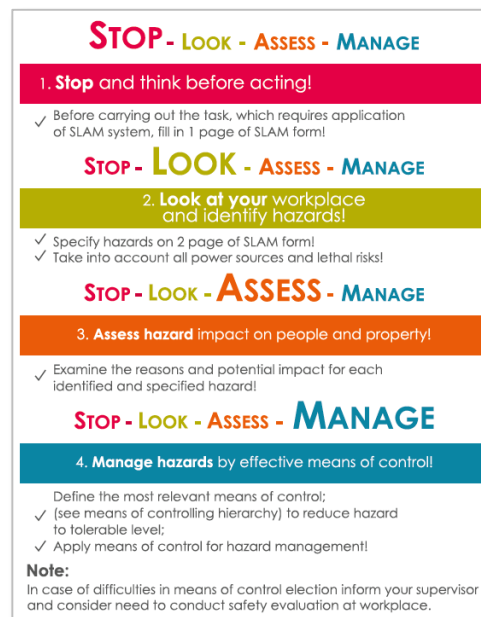 STOP - LOOK - ASSESS - MANAGE
1. Stop and think before acting!
✓ Before carrying out the task, which requires application
of SLAM system, fill in 1 page of SLAM form!
STOP - LOOK - ASSESS - MANAGE
2. Look at your workplace
and identify hazards!
✓ Specify hazards on 2 page of SLAM form!
✓ Take into account all power sources and lethal risks!
STOP - LOOK - ASSESS - MANAGE
3. Assess hazard impact on people and property!
✓ Examine the reasons and potential impact for each
identified and specified hazard!
STOP - LOOK - ASSESS - MANAGE
4. Manage hazards by effective means of control!
Define the most relevant means of control;
✓ (see means of controlling hierarchy) to reduce hazard
to tolerable level;
✓ Apply means of control for hazard management!
Note:
In case of difficulties in means of control election inform your supervisor
and consider need to conduct safety evaluation at workplace.